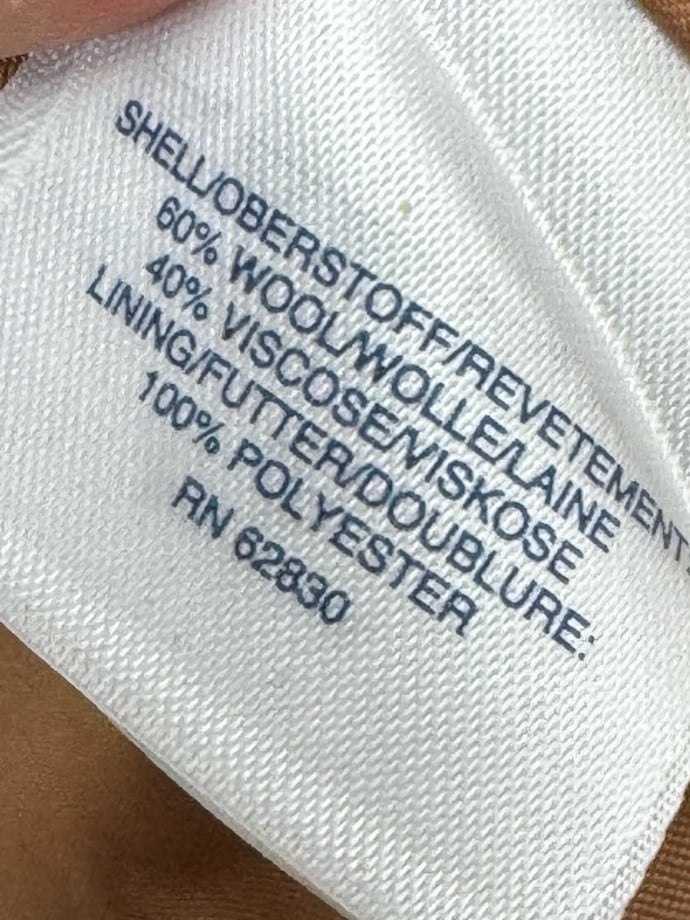 SHELL/OBERSTOFF/REVETEMENT:
60% WOOL/WOLLE/LAINE
40% VISCOSE/VISKOSE
LINING/FUTTER/DOUBLURE:
100% POLYESTER
RN 62830